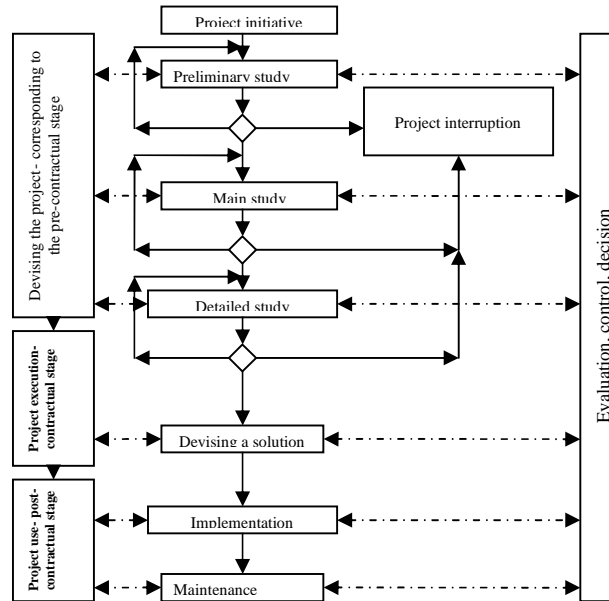 Project initiative
Preliminary study
Project interruption
Main study
Detailed study
Devising a solution
Implementation
Maintenance
Devising the project- corresponding to
the pre-contractual stage
Project execution-
contractual stage
Project use- post-
contractual stage
Evaluation, control, decision